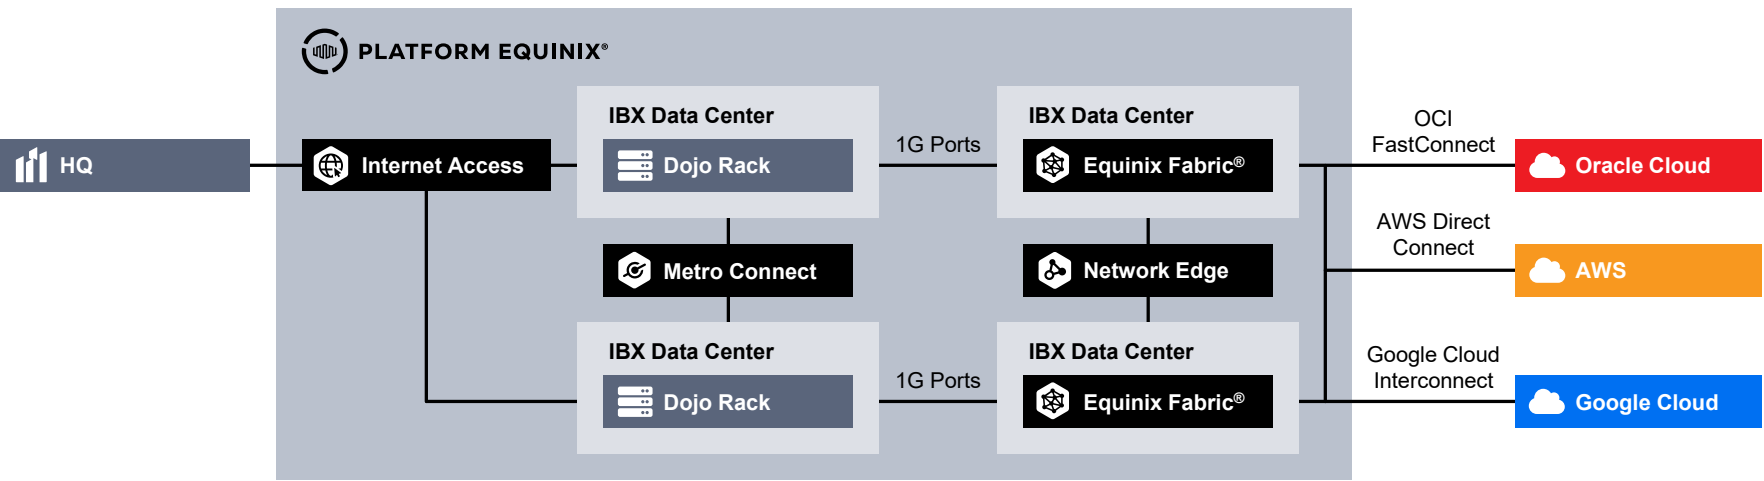 PLATFORM EQUINIX®
HQ
Internet Access
IBX Data Center
Dojo Rack
1G Ports
IBX Data Center
Equinix Fabric®
OCI
FastConnect
Oracle Cloud
Metro Connect
Network Edge
AWS Direct
Connect
AWS
IBX Data Center
Dojo Rack
1G Ports
IBX Data Center
Equinix Fabric®
Google Cloud
Interconnect
Google Cloud